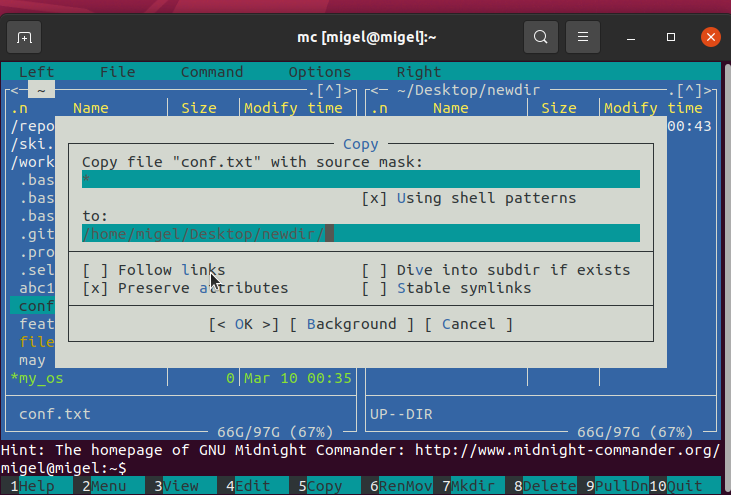 mc [migel@migel]:~
Left File Command Options Right
<─ ~ .[^]> <─ ~/Desktop/newdir .[^]>
.n Name Size Modify time .n Name Size Modify time
/repo 00:43
/ski.
/work
.bas
.bas
.bas
.git
.pro
.sel
abc1
conf
feat
file
may
Copy
Copy file "conf.txt" with source mask:
*
[x] Using shell patterns
to:
/home/migel/Desktop/newdir/
[ ] Follow links [ ] Dive into subdir if exists
[x] Preserve attributes [ ] Stable symlinks
[< OK >] [ Background ] [ Cancel ]
*my_os 0 Mar 10 00:35
conf.txt UP--DIR
66G/97G (67%) 66G/97G (67%)
Hint: The homepage of GNU Midnight Commander: http://www.midnight-commander.org/
migel@migel:~$
1Help 2Menu 3View 4Edit 5Copy 6RenMov 7Mkdir 8Delete 9PullDn 10Quit